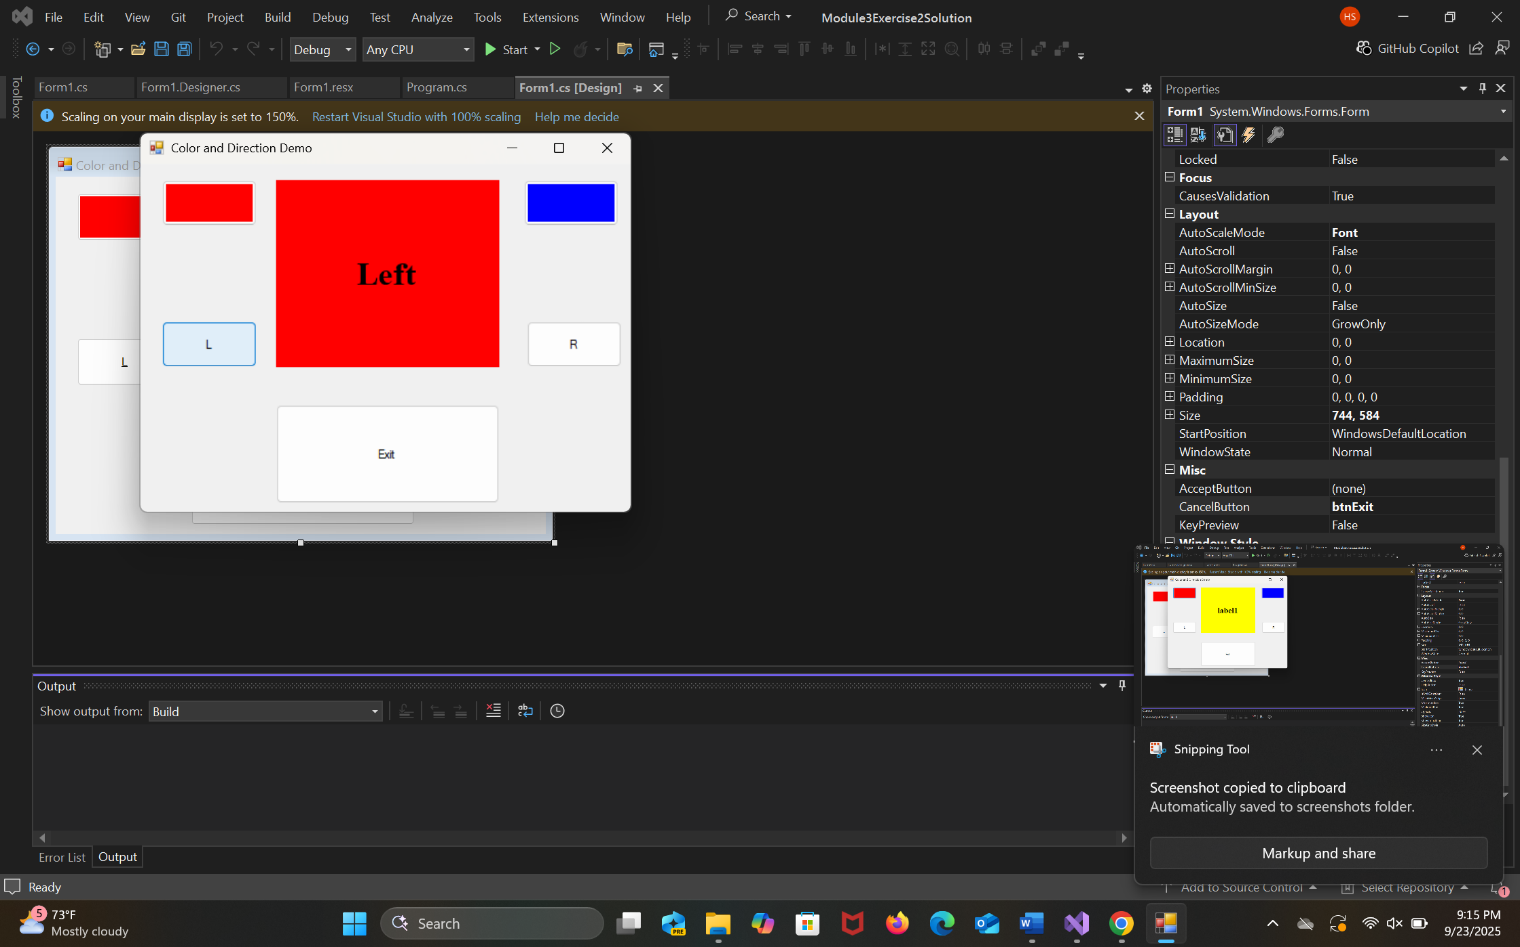 File Edit View Git Project Build Debug Test Analyze Tools Extensions Window Help Search Module3Exercise2Solution HS
Debug Any CPU Start GitHub Copilot
Toolbox
Form1.cs Form1.Designer.cs Form1.resx Program.cs Form1.cs [Design]
Scaling on your main display is set to 150%. Restart Visual Studio with 100% scaling Help me decide
Color and D
L
Color and Direction Demo
Left
L
R
Exit
Properties
Form1 System.Windows.Forms.Form
Locked False
Focus
CausesValidation True
Layout
AutoScaleMode Font
AutoScroll False
AutoScrollMargin 0, 0
AutoScrollMinSize 0, 0
AutoSize False
AutoSizeMode GrowOnly
Location 0, 0
MaximumSize 0, 0
MinimumSize 0, 0
Padding 0, 0, 0, 0
Size 744, 584
StartPosition WindowsDefaultLocation
WindowState Normal
Misc
AcceptButton (none)
CancelButton btnExit
KeyPreview False
Window Style
label1
Snipping Tool
Screenshot copied to clipboard
Automatically saved to screenshots folder.
Markup and share
Output
Show output from: Build
Error List Output
Ready
Add to Source Control Select Repository 1
5 73°F
Mostly cloudy
Search
PRE
9:15 PM
9/23/2025